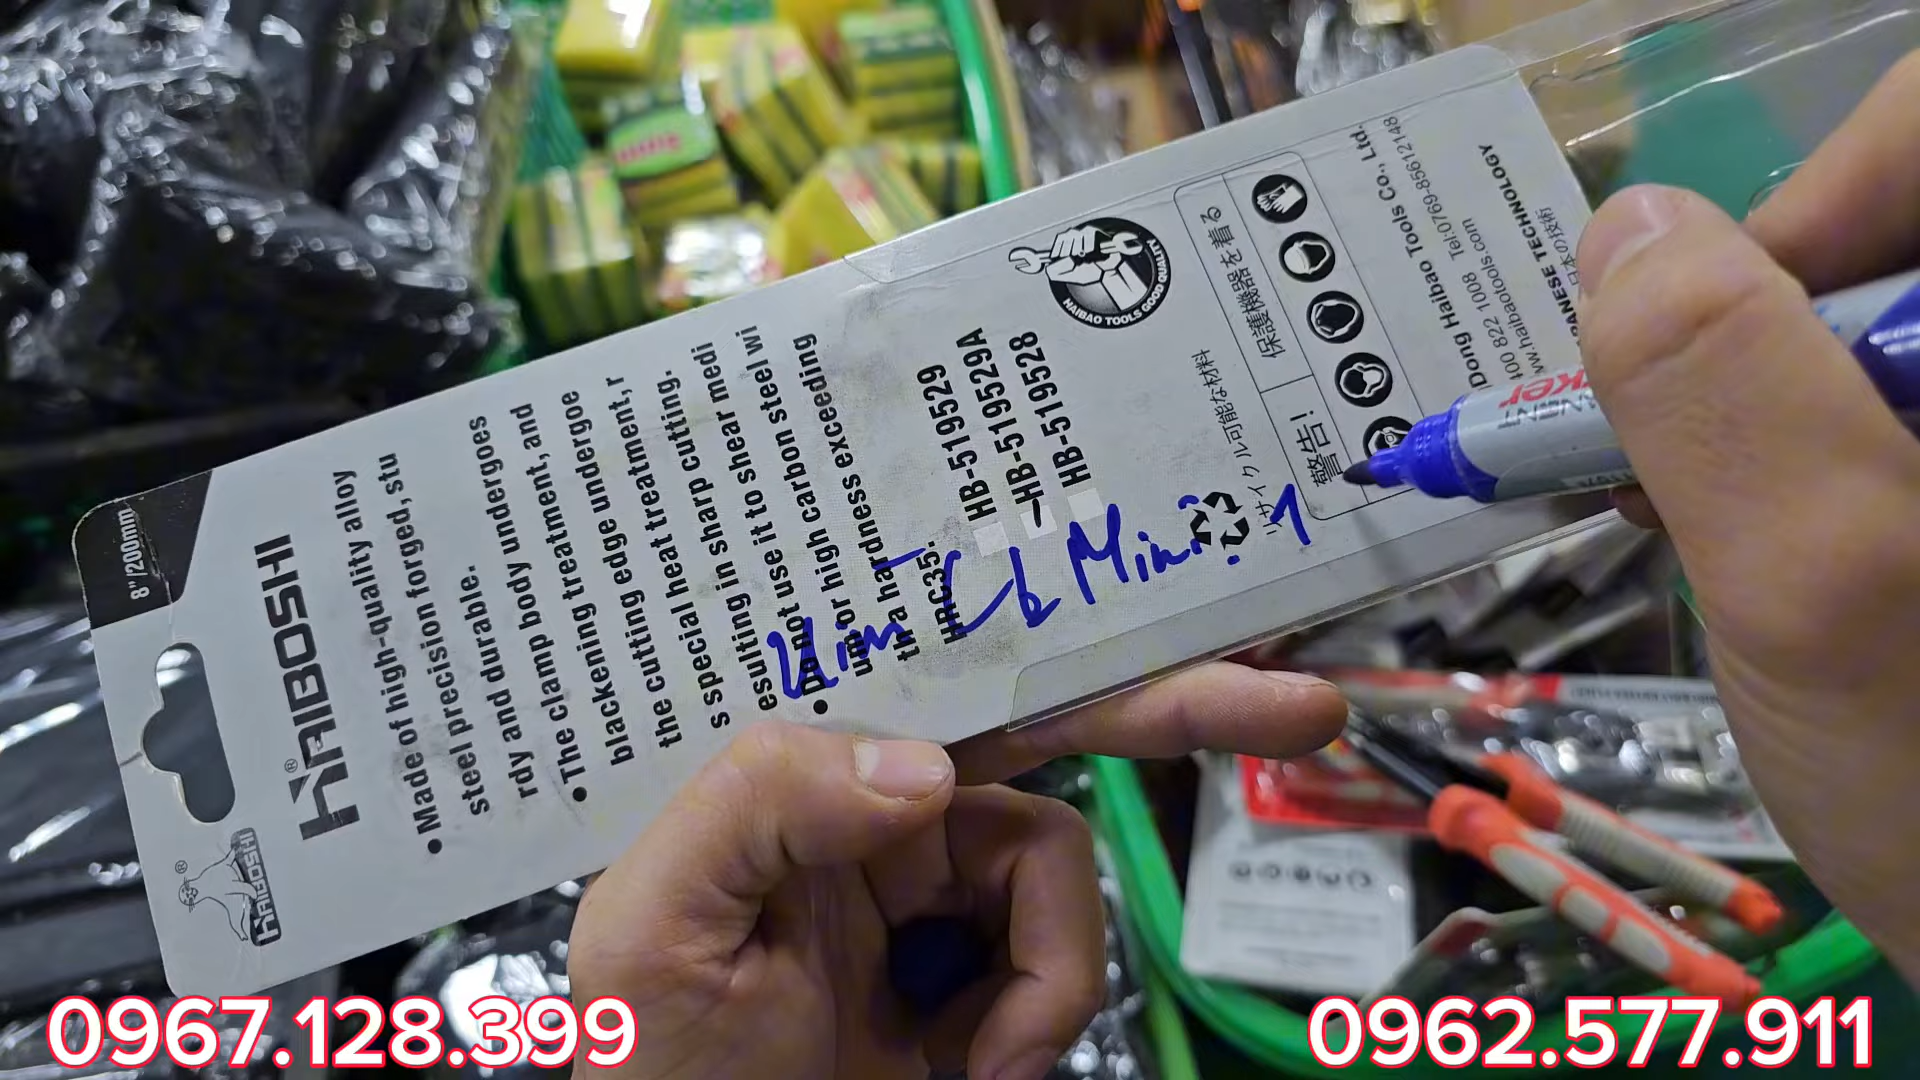 8"/200mm
HAIBOSHI
®
HAIBOSHI
®
• Made of high-quality alloy
steel precision forged, stu
rdy and durable.
• The clamp body undergoes
blackening treatment, and
the cutting edge undergoe
s special heat treatment, r
esulting in sharp cutting.
• Do not use it to shear medi
um or high carbon steel wi
th a hardness exceeding
HRC35.
HB-519529
HB-519529A
HB-519528
HAIBAO TOOLS GOOD QUALITY
リサイクル可能な材料
警告!
保護機器を着る
Dong Haibao Tools Co., Ltd.
400 822 1008 Tel:0769-85612148
w.haibaotools.com
PANESE TECHNOLOGY
日本の技術
Mini
0967.128.399
0962.577.911